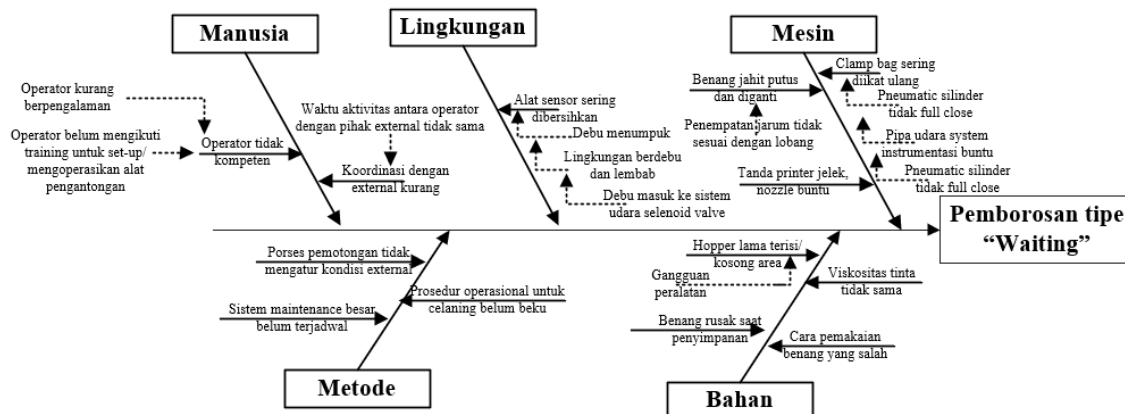 Manusia
Lingkungan
Mesin
Operator kurang
berpengalaman
Operator belum mengikuti
training untuk set-up/
mengoperasikan alat
pengantongan
Operator tidak
kompeten
Waktu aktivitas antara operator
dengan pihak external tidak sama
Koordinasi dengan
external kurang
Alat sensor sering
dibersihkan
Debu menumpuk
Lingkungan berdebu
dan lembab
Debu masuk ke sistem
udara selenoid valve
Benang jahit putus
dan diganti
Penempatan jarum tidak
sesuai dengan lobang
Tanda printer jelek,
nozzle buntu
Clamp bag sering
diikat ulang
Pneumatic silinder
tidak full close
Pipa udara system
instrumentasi buntu
Pneumatic silinder
tidak full close
Pemborosan tipe
“Waiting”
Porses pemotongan tidak
mengatur kondisi external
Prosedur operasional untuk
celaning belum beku
Sistem maintenance besar
belum terjadwal
Hopper lama terisi/
kosong area
Gangguan
peralatan
Viskositas tinta
tidak sama
Benang rusak saat
penyimpanan
Cara pemakaian
benang yang salah
Metode
Bahan